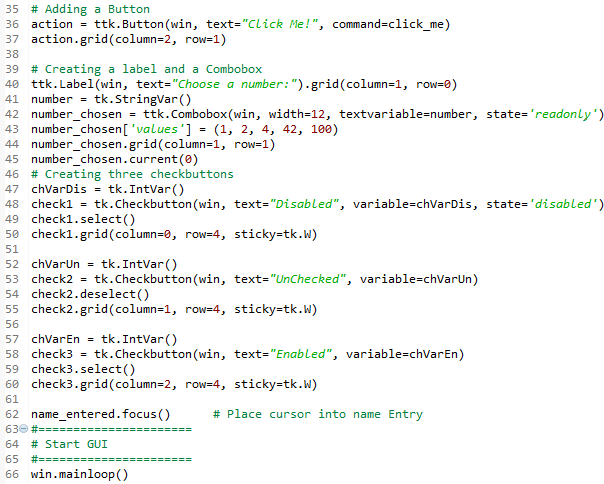 35 # Adding a Button
36 action = ttk.Button(win, text="Click Me!", command=click_me)
37 action.grid(column=2, row=1)
38
39 # Creating a label and a Combobox
40 ttk.Label(win, text="Choose a number:").grid(column=1, row=0)
41 number = tk.StringVar()
42 number_chosen = ttk.Combobox(win, width=12, textvariable=number, state='readonly')
43 number_chosen['values'] = (1, 2, 4, 42, 100)
44 number_chosen.grid(column=1, row=1)
45 number_chosen.current(0)
46 # Creating three checkbuttons
47 chVarDis = tk.IntVar()
48 check1 = tk.Checkbutton(win, text="Disabled", variable=chVarDis, state='disabled')
49 check1.select()
50 check1.grid(column=0, row=4, sticky=tk.W)
51
52 chVarUn = tk.IntVar()
53 check2 = tk.Checkbutton(win, text="UnChecked", variable=chVarUn)
54 check2.deselect()
55 check2.grid(column=1, row=4, sticky=tk.W)
56
57 chVarEn = tk.IntVar()
58 check3 = tk.Checkbutton(win, text="Enabled", variable=chVarEn)
59 check3.select()
60 check3.grid(column=2, row=4, sticky=tk.W)
61
62 name_entered.focus()      # Place cursor into name Entry
63 #======================
64 # Start GUI
65 #======================
66 win.mainloop()